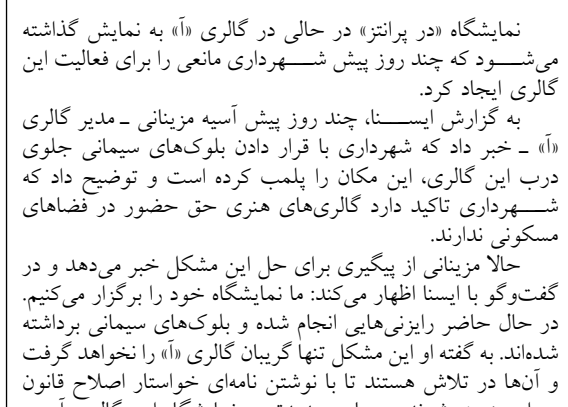 نمایشگاه «در پرانتز» در حالی در گالری «آ» به نمایش گذاشته
می‌شود که چند روز پیش شهرداری مانعی را برای فعالیت این
گالری ایجاد کرد.
به گزارش ایسنا، چند روز پیش آسیه مزینانی ـ مدیر گالری
«آ» ـ خبر داد که شهرداری با قرار دادن بلوک‌های سیمانی جلوی
درب این گالری، این مکان را پلمب کرده است و توضیح داد که
شهرداری تاکید دارد گالری‌های هنری حق حضور در فضاهای
مسکونی ندارند.
حالا مزینانی از پیگیری برای حل این مشکل خبر می‌دهد و در
گفت‌وگو با ایسنا اظهار می‌کند: ما نمایشگاه خود را برگزار می‌کنیم.
در حال حاضر رایزنی‌هایی انجام شده و بلوک‌های سیمانی برداشته
شده‌اند. به گفته او این مشکل تنها گریبان گالری «آ» را نخواهد گرفت
و آن‌ها در تلاش هستند تا با نوشتن نامه‌ای خواستار اصلاح قانون